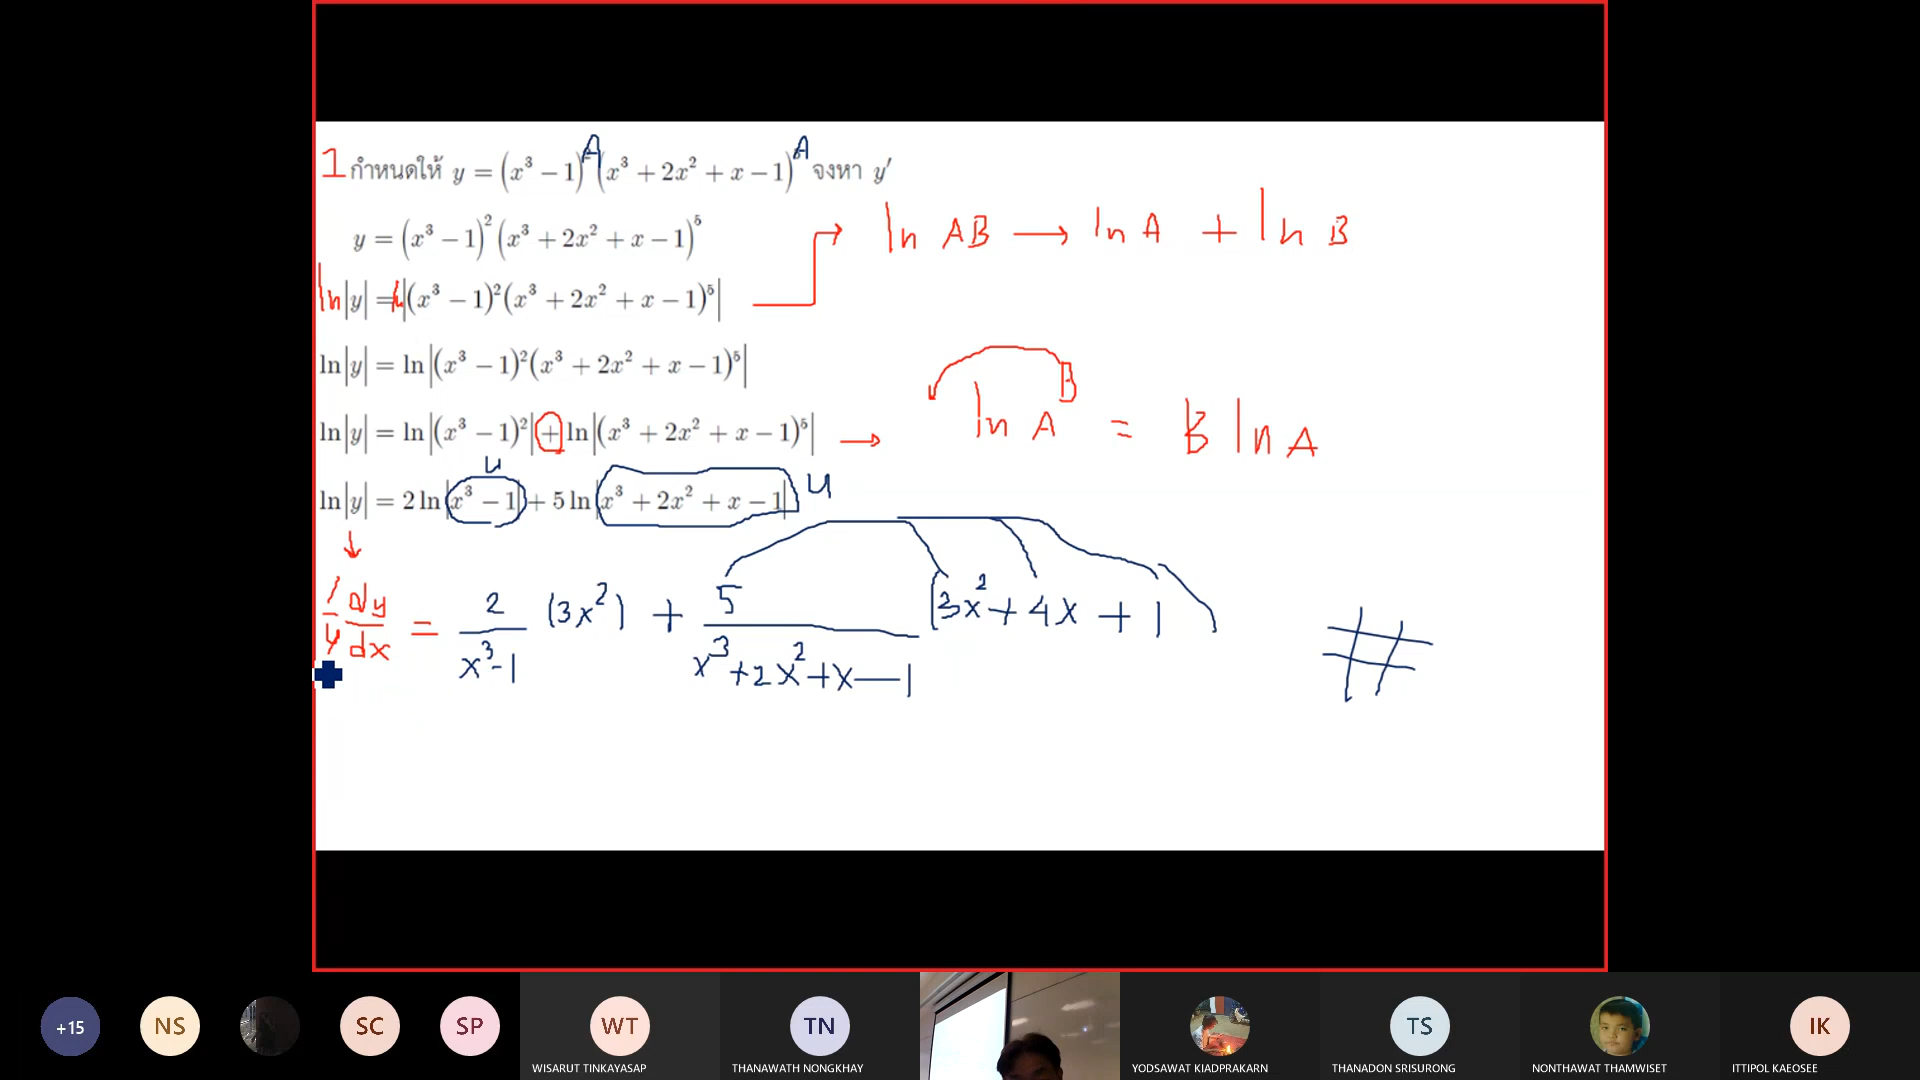 1 กำหนดให้ y = (x³ − 1)ᴬ(x³ + 2x² + x − 1)ᴬ จงหา y′
y = (x³ − 1)²(x³ + 2x² + x − 1)⁵
ln AB → ln A + ln B
ln|y| = |(x³ − 1)²(x³ + 2x² + x − 1)⁵|
ln|y| = ln|(x³ − 1)²(x³ + 2x² + x − 1)⁵|
ln|y| = ln|(x³ − 1)²| + ln|(x³ + 2x² + x − 1)⁵| → ln Aᴮ = B ln A
u
ln|y| = 2 ln|x³ − 1| + 5 ln|x³ + 2x² + x − 1| u
1/y dy/dx = 2/(x³-1) (3x²) + 5/(x³+2x²+x−1) (3x²+4x+1)
+15
NS
SC
SP
WT
TN
TS
IK
WISARUT TINKAYASAP
THANAWATH NONGKHAY
YODSAWAT KIADPRAKARN
THANADON SRISURONG
NONTHAWAT THAMWISET
ITTIPOL KAEOSEE